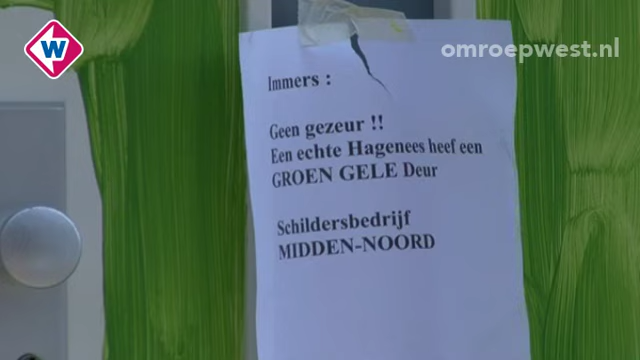 W
omroepwest.nl
Immers :
Geen gezeur !!
Een echte Hagenees heef een
GROEN GELE Deur
Schildersbedrijf
MIDDEN-NOORD